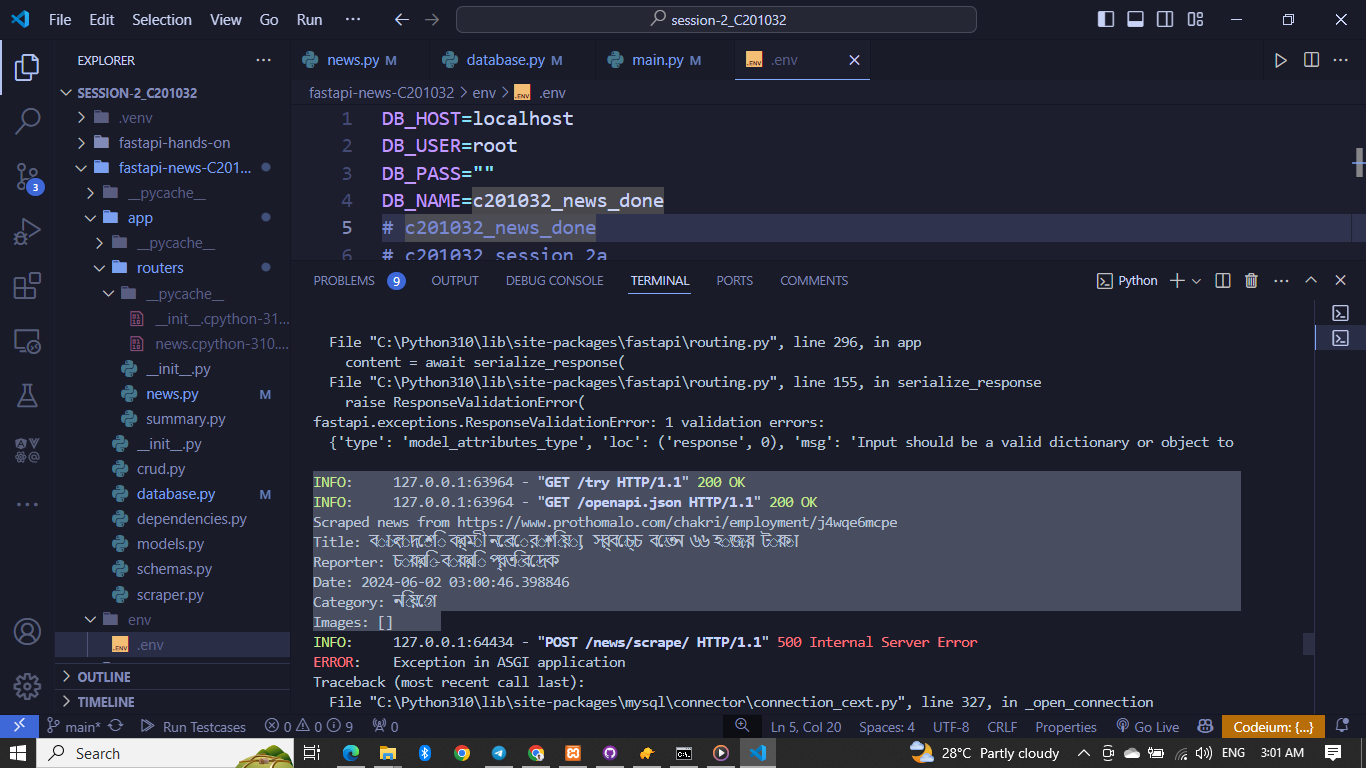 File Edit Selection View Go Run ··· session-2_C201032
EXPLORER ···
SESSION-2_C201032
.venv
fastapi-hands-on
fastapi-news-C201...
__pycache__
app
__pycache__
routers
__pycache__
__init__.cpython-31...
news.cpython-310....
__init__.py
news.py M
summary.py
__init__.py
crud.py
database.py M
dependencies.py
models.py
schemas.py
scraper.py
env
.env
OUTLINE
TIMELINE
3
news.py M database.py M main.py M .env
fastapi-news-C201032 > env > .env
1 DB_HOST=localhost
2 DB_USER=root
3 DB_PASS=""
4 DB_NAME=c201032_news_done
5 # c201032_news_done
6 # c201032_session_2a
PROBLEMS 9 OUTPUT DEBUG CONSOLE TERMINAL PORTS COMMENTS Python
File "C:\Python310\lib\site-packages\fastapi\routing.py", line 296, in app
content = await serialize_response(
File "C:\Python310\lib\site-packages\fastapi\routing.py", line 155, in serialize_response
raise ResponseValidationError(
fastapi.exceptions.ResponseValidationError: 1 validation errors:
{'type': 'model_attributes_type', 'loc': ('response', 0), 'msg': 'Input should be a valid dictionary or object to
INFO: 127.0.0.1:63964 - "GET /try HTTP/1.1" 200 OK
INFO: 127.0.0.1:63964 - "GET /openapi.json HTTP/1.1" 200 OK
Scraped news from https://www.prothomalo.com/chakri/employment/j4wqe6mcpe
Title:
Reporter:
Date: 2024-06-02 03:00:46.398846
Category:
Images: []
INFO: 127.0.0.1:64434 - "POST /news/scrape/ HTTP/1.1" 500 Internal Server Error
ERROR: Exception in ASGI application
Traceback (most recent call last):
File "C:\Python310\lib\site-packages\mysql\connector\connection_cext.py", line 327, in _open_connection
main* Run Testcases 0 0 9 0 Ln 5, Col 20 Spaces: 4 UTF-8 CRLF Properties Go Live Codeium: {...}
Search 28°C Partly cloudy ENG 3:01 AM